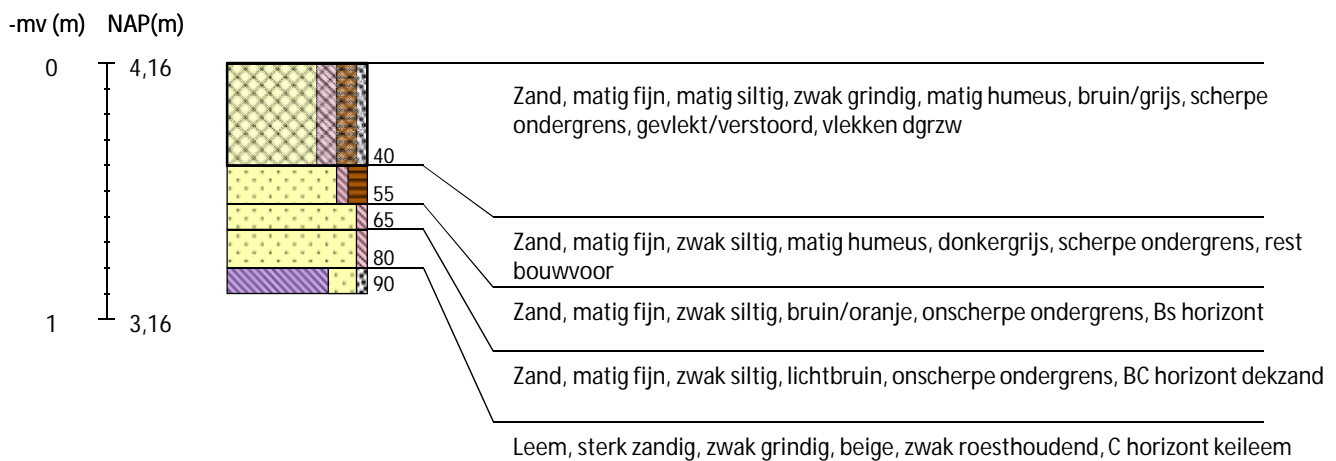 -mv (m) NAP(m)
0 4,16
Zand, matig fijn, matig siltig, zwak grindig, matig humeus, bruin/grijs, scherpe
ondergrens, gevlekt/verstoord, vlekken dgrzw
40
55
65
Zand, matig fijn, zwak siltig, matig humeus, donkergrijs, scherpe ondergrens, rest
bouwvoor
80
90
Zand, matig fijn, zwak siltig, bruin/oranje, onscherpe ondergrens, Bs horizont
1 3,16
Zand, matig fijn, zwak siltig, lichtbruin, onscherpe ondergrens, BC horizont dekzand
Leem, sterk zandig, zwak grindig, beige, zwak roesthoudend, C horizont keileem